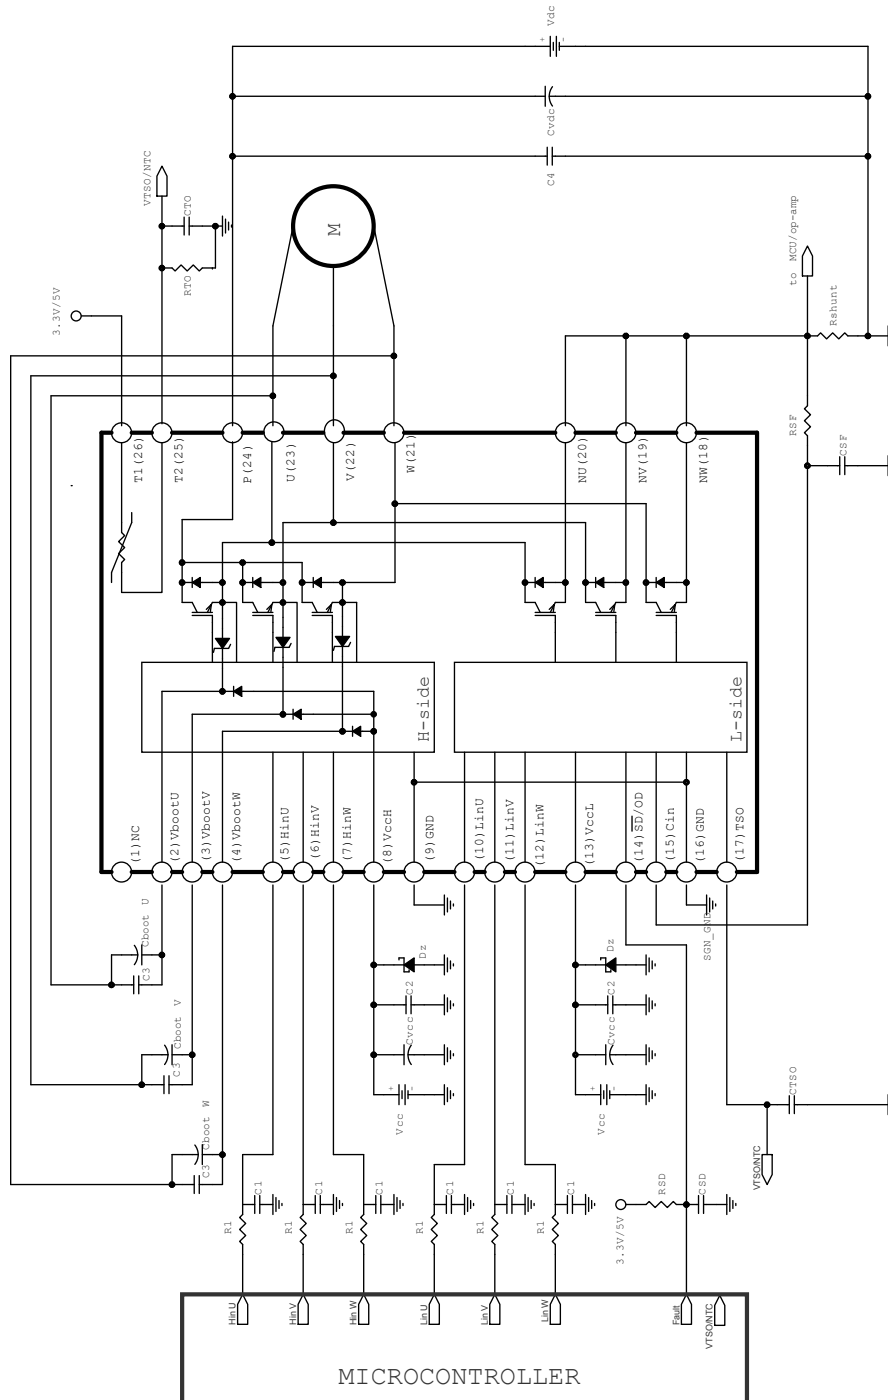 Vdc
+ -
Cvdc
C4
VTSO/NTC
CTO
RTO
3.3V/5V
M
to MCU/op-amp
Rshunt
RSF
CSF
T1(26)
T2(25)
P(24)
U(23)
V(22)
W(21)
NU(20)
NV(19)
NW(18)
H-side
L-side
(1)NC
(2)VbootU
(3)VbootV
(4)VbootW
(5)HinU
(6)HinV
(7)HinW
(8)VccH
(9)GND
(10)LinU
(11)LinV
(12)LinW
(13)VccL
(14)SD/OD
(15)Cin
(16)GND
(17)TSO
SGN_GND
Cboot U
C3
Cboot V
C3
Cboot W
C3
Dz
C2
Cvcc
+ -
Vcc
Dz
C2
Cvcc
+ -
Vcc
CTSO
VTSO/NTC
RSD
CSD
3.3V/5V
C1
C1
C1
C1
C1
C1
R1
R1
R1
R1
R1
R1
Hin U
Hin V
Hin W
Lin U
Lin V
Lin W
Fault
VTSO/NTC
MICROCONTROLLER